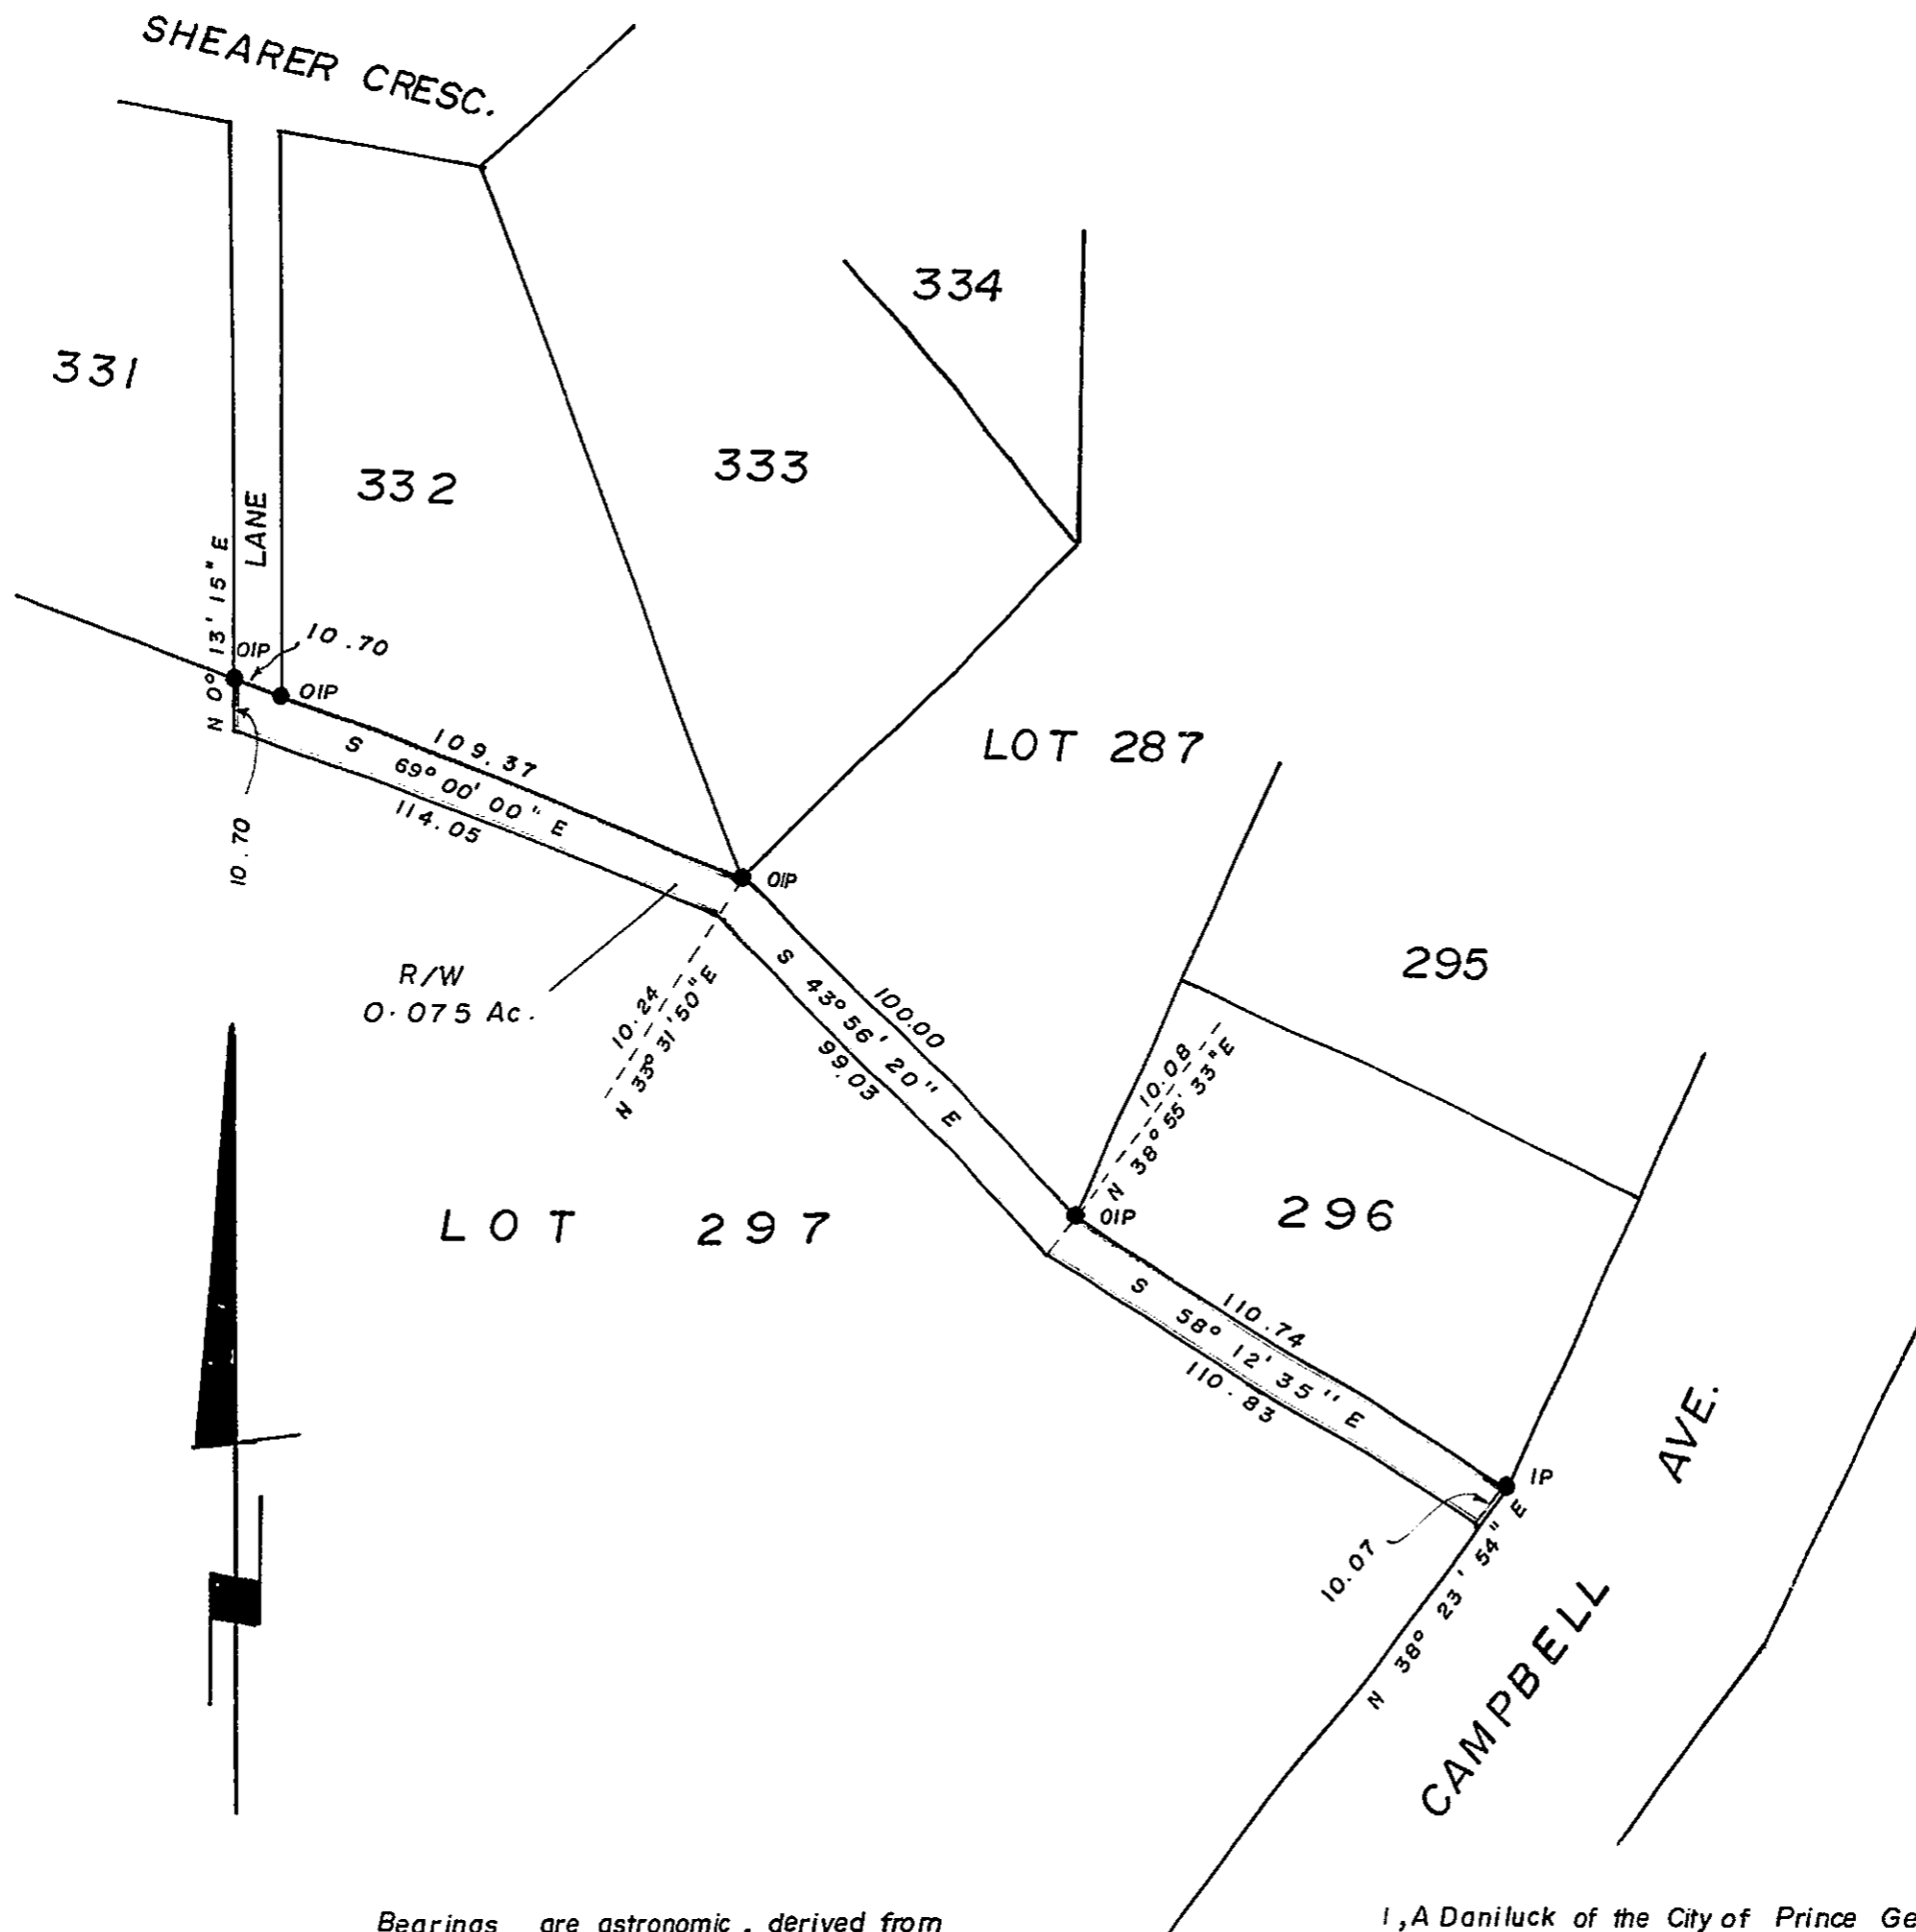 SHEARER CRESC.
334
331
333
332
LANE
N 0° 13' 15" E
OIP
10.70
OIP
109.37
S 69° 00' 00" E
114.05
10.70
LOT 287
OIP
R/W
0.075 Ac.
10.24
N 33° 31' 50" E
S 43° 56' 20" E
100.00
99.03
295
10.08
N 38° 55' 33" E
OIP
296
LOT 297
S 58° 12' 35" E
110.74
110.83
IP
10.07
N 38° 23' 54" E
CAMPBELL AVE.
Bearings are astronomic, derived from
I, A Daniluck of the City of Prince Ge